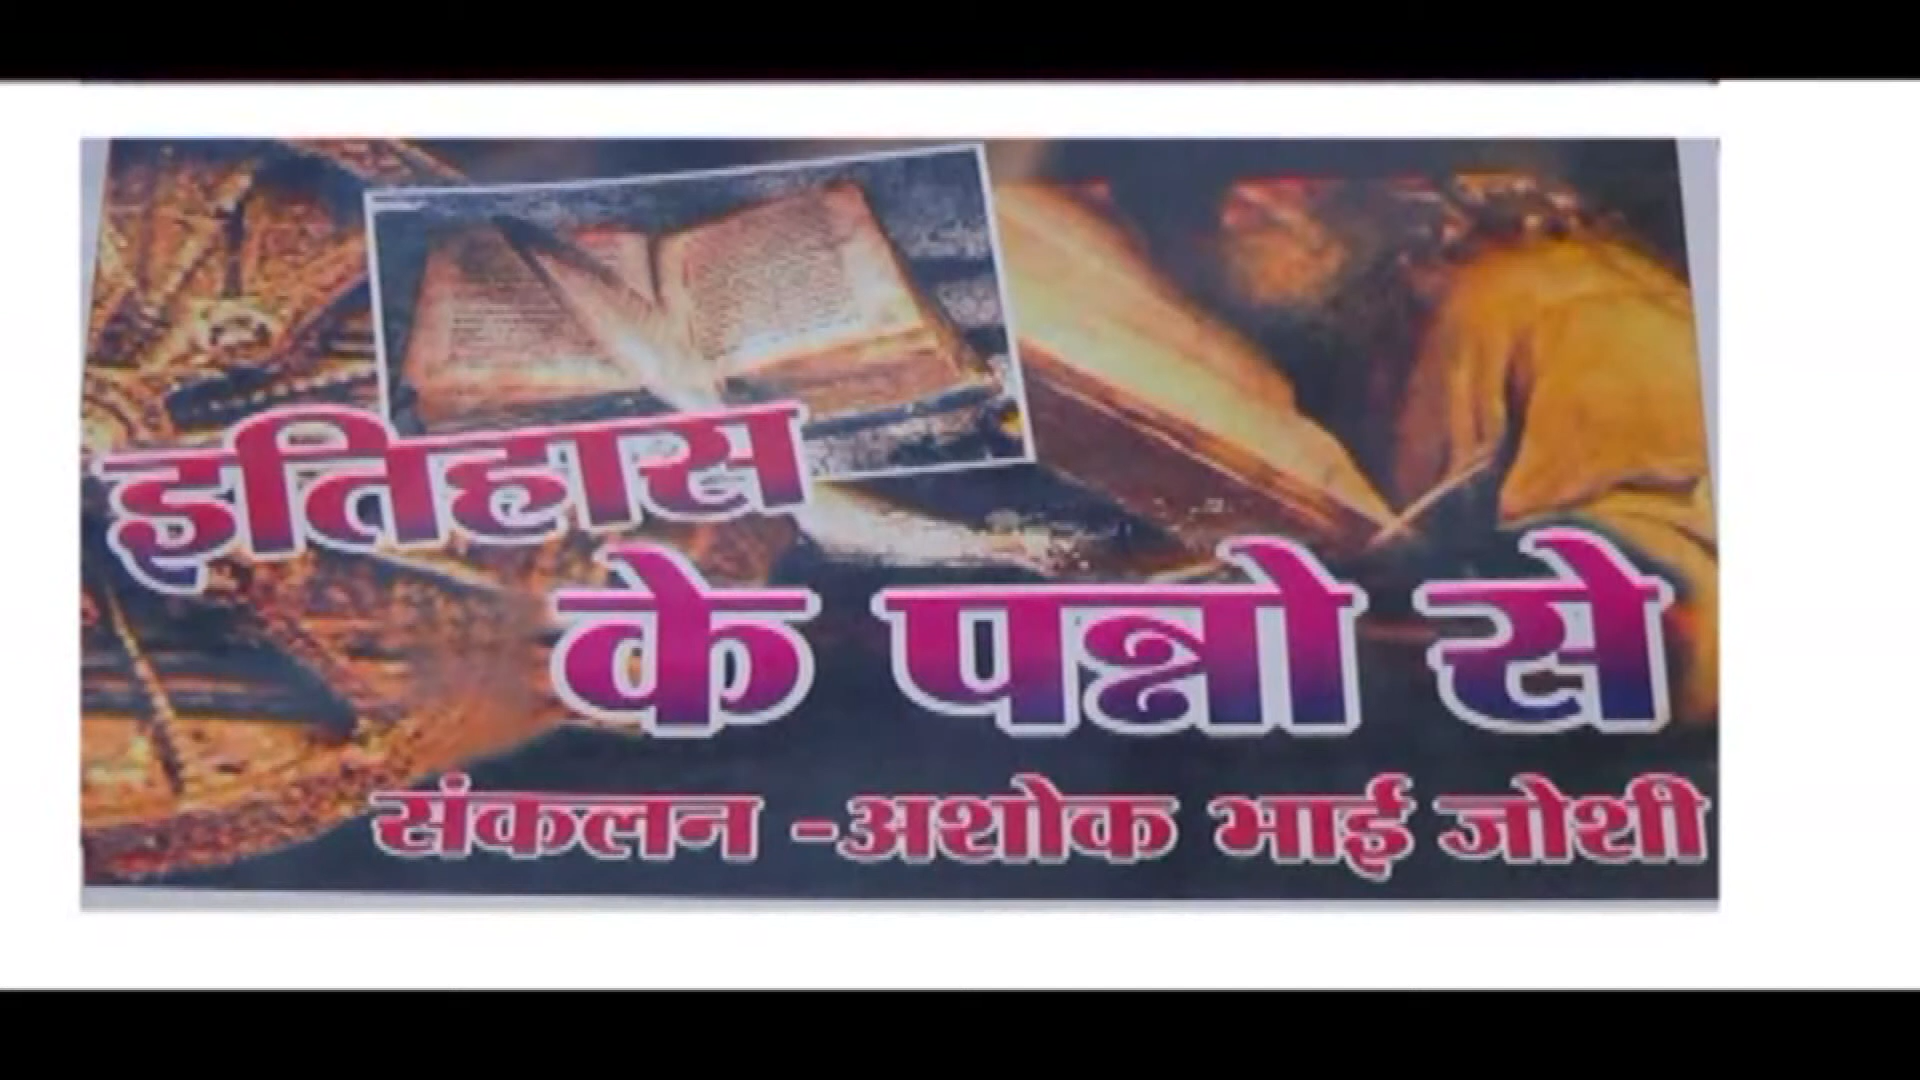 इतिहास
के पन्नो से
संकलन -अशोक भाई जोशी